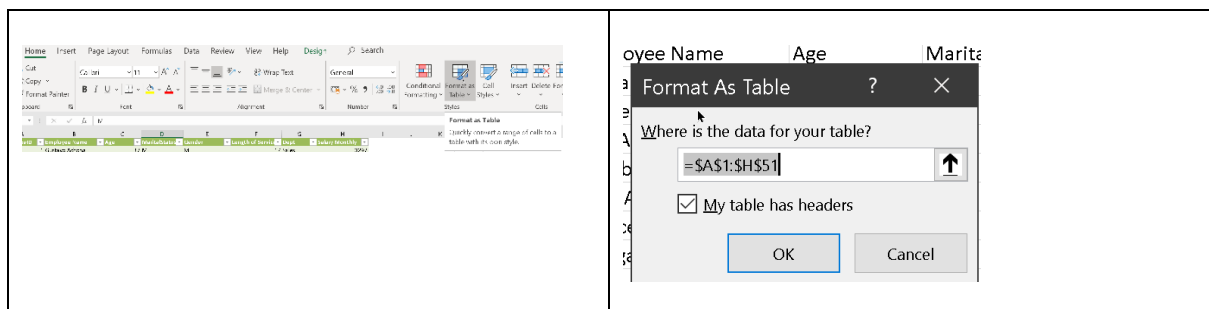 Home Insert Page Layout Formulas Data Review View Help Design Search
Cut
Copy
Format Painter
Calibri 11 A A
B I U
Wrap Text
Merge & Center
General
% 9
Conditional Formatting
Format as Table
Cell Styles
Insert Delete
Font Alignment Number Styles Cells
Format as Table
Quickly convert a range of cells to a
table with its own style.
B C D E F G H I K
Employee Name Age MaritalStatus Gender Length of Service Dept Salary Monthly
oyee Name Age Marita
Format As Table ? ×
Where is the data for your table?
=$A$1:$H$51
My table has headers
OK Cancel